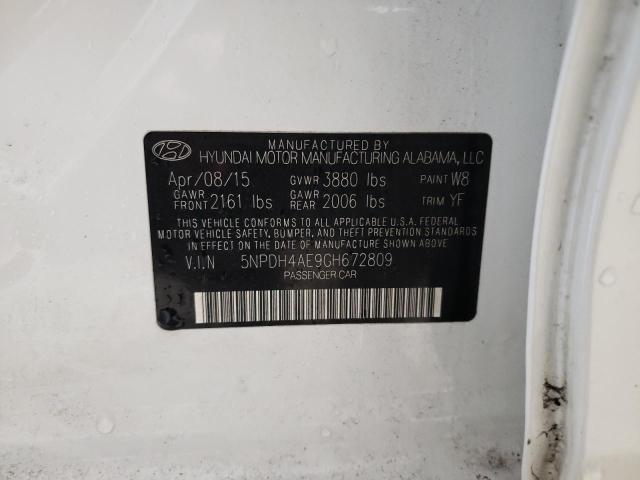 MANUFACTURED BY
HYUNDAI MOTOR MANUFACTURING ALABAMA, LLC
Apr/08/15 GVWR 3880 lbs PAINT W8
GAWR FRONT 2161 lbs GAWR REAR 2006 lbs TRIM YF
THIS VEHICLE CONFORMS TO ALL APPLICABLE U.S.A. FEDERAL
MOTOR VEHICLE SAFETY, BUMPER, AND THEFT PREVENTION
STANDARDS IN EFFECT ON THE DATE OF MANUFACTURE SHOWN ABOVE
V.I.N 5NPDH4AE9GH672809
PASSENGER CAR